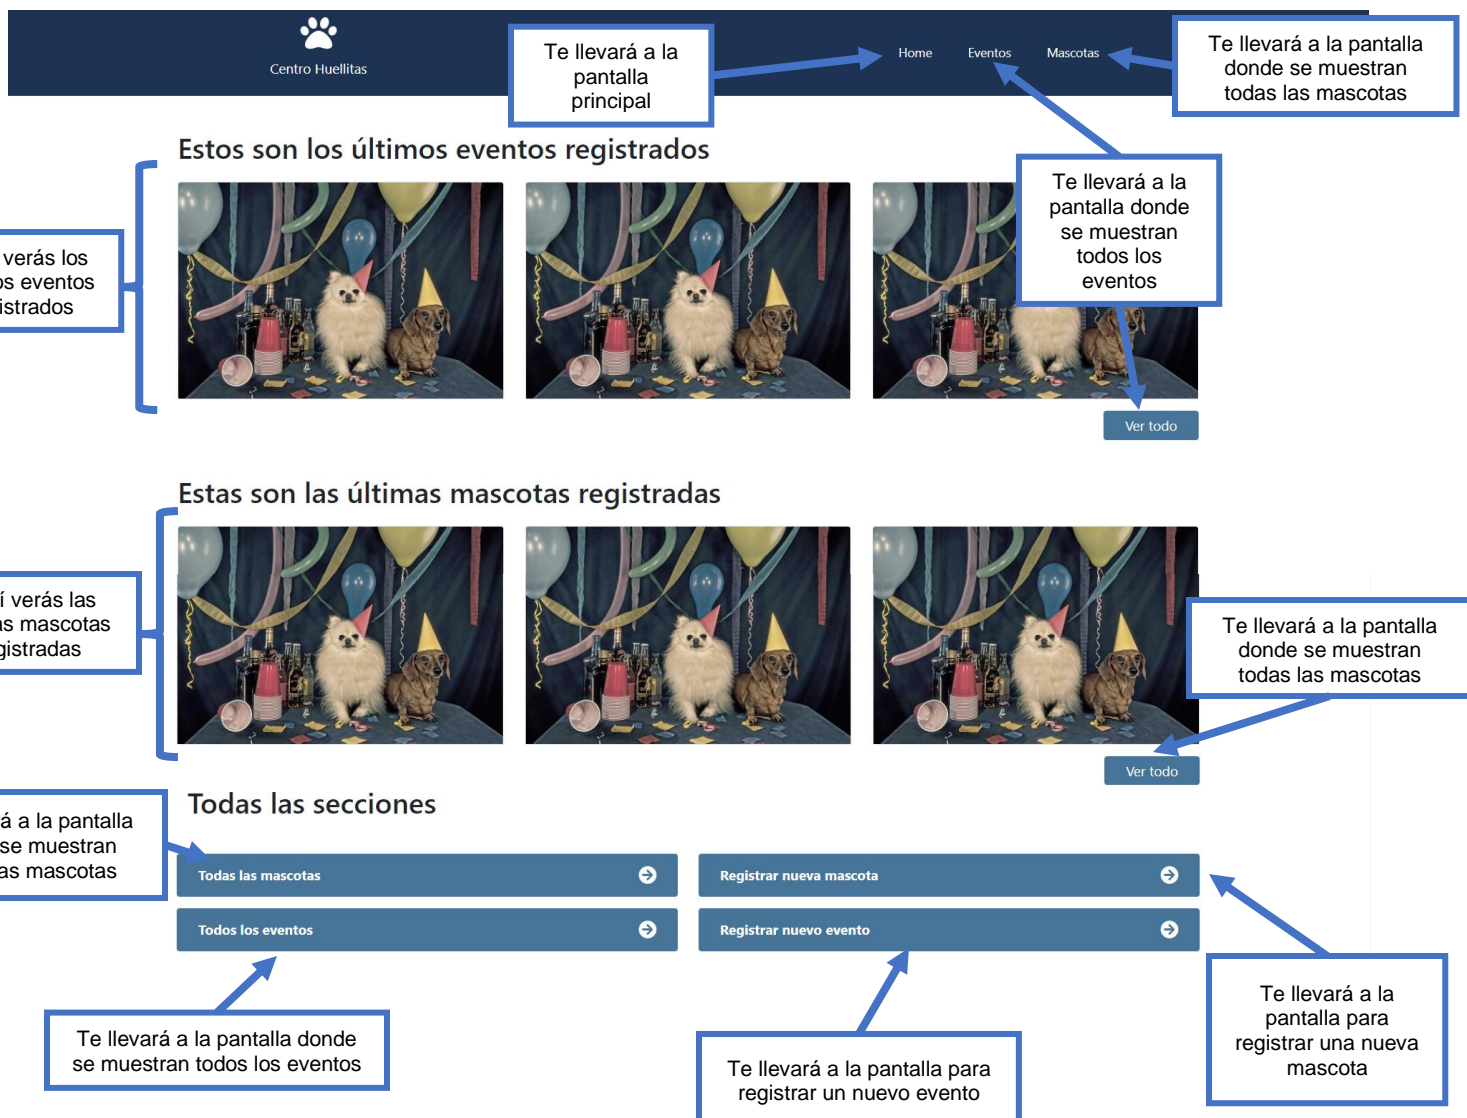 Centro Huellitas
Te llevará a la
pantalla
principal
Home Eventos Mascotas
Te llevará a la pantalla
donde se muestran
todas las mascotas
Estos son los últimos eventos registrados
verás los
os eventos
istrados
Te llevará a la
pantalla donde
se muestran
todos los
eventos
Ver todo
Estas son las últimas mascotas registradas
í verás las
as mascotas
gistradas
Te llevará a la pantalla
donde se muestran
todas las mascotas
Ver todo
Todas las secciones
á a la pantalla
se muestran
as mascotas
Todas las mascotas
Registrar nueva mascota
Todos los eventos
Registrar nuevo evento
Te llevará a la pantalla donde
se muestran todos los eventos
Te llevará a la pantalla para
registrar un nuevo evento
Te llevará a la
pantalla para
registrar una nueva
mascota